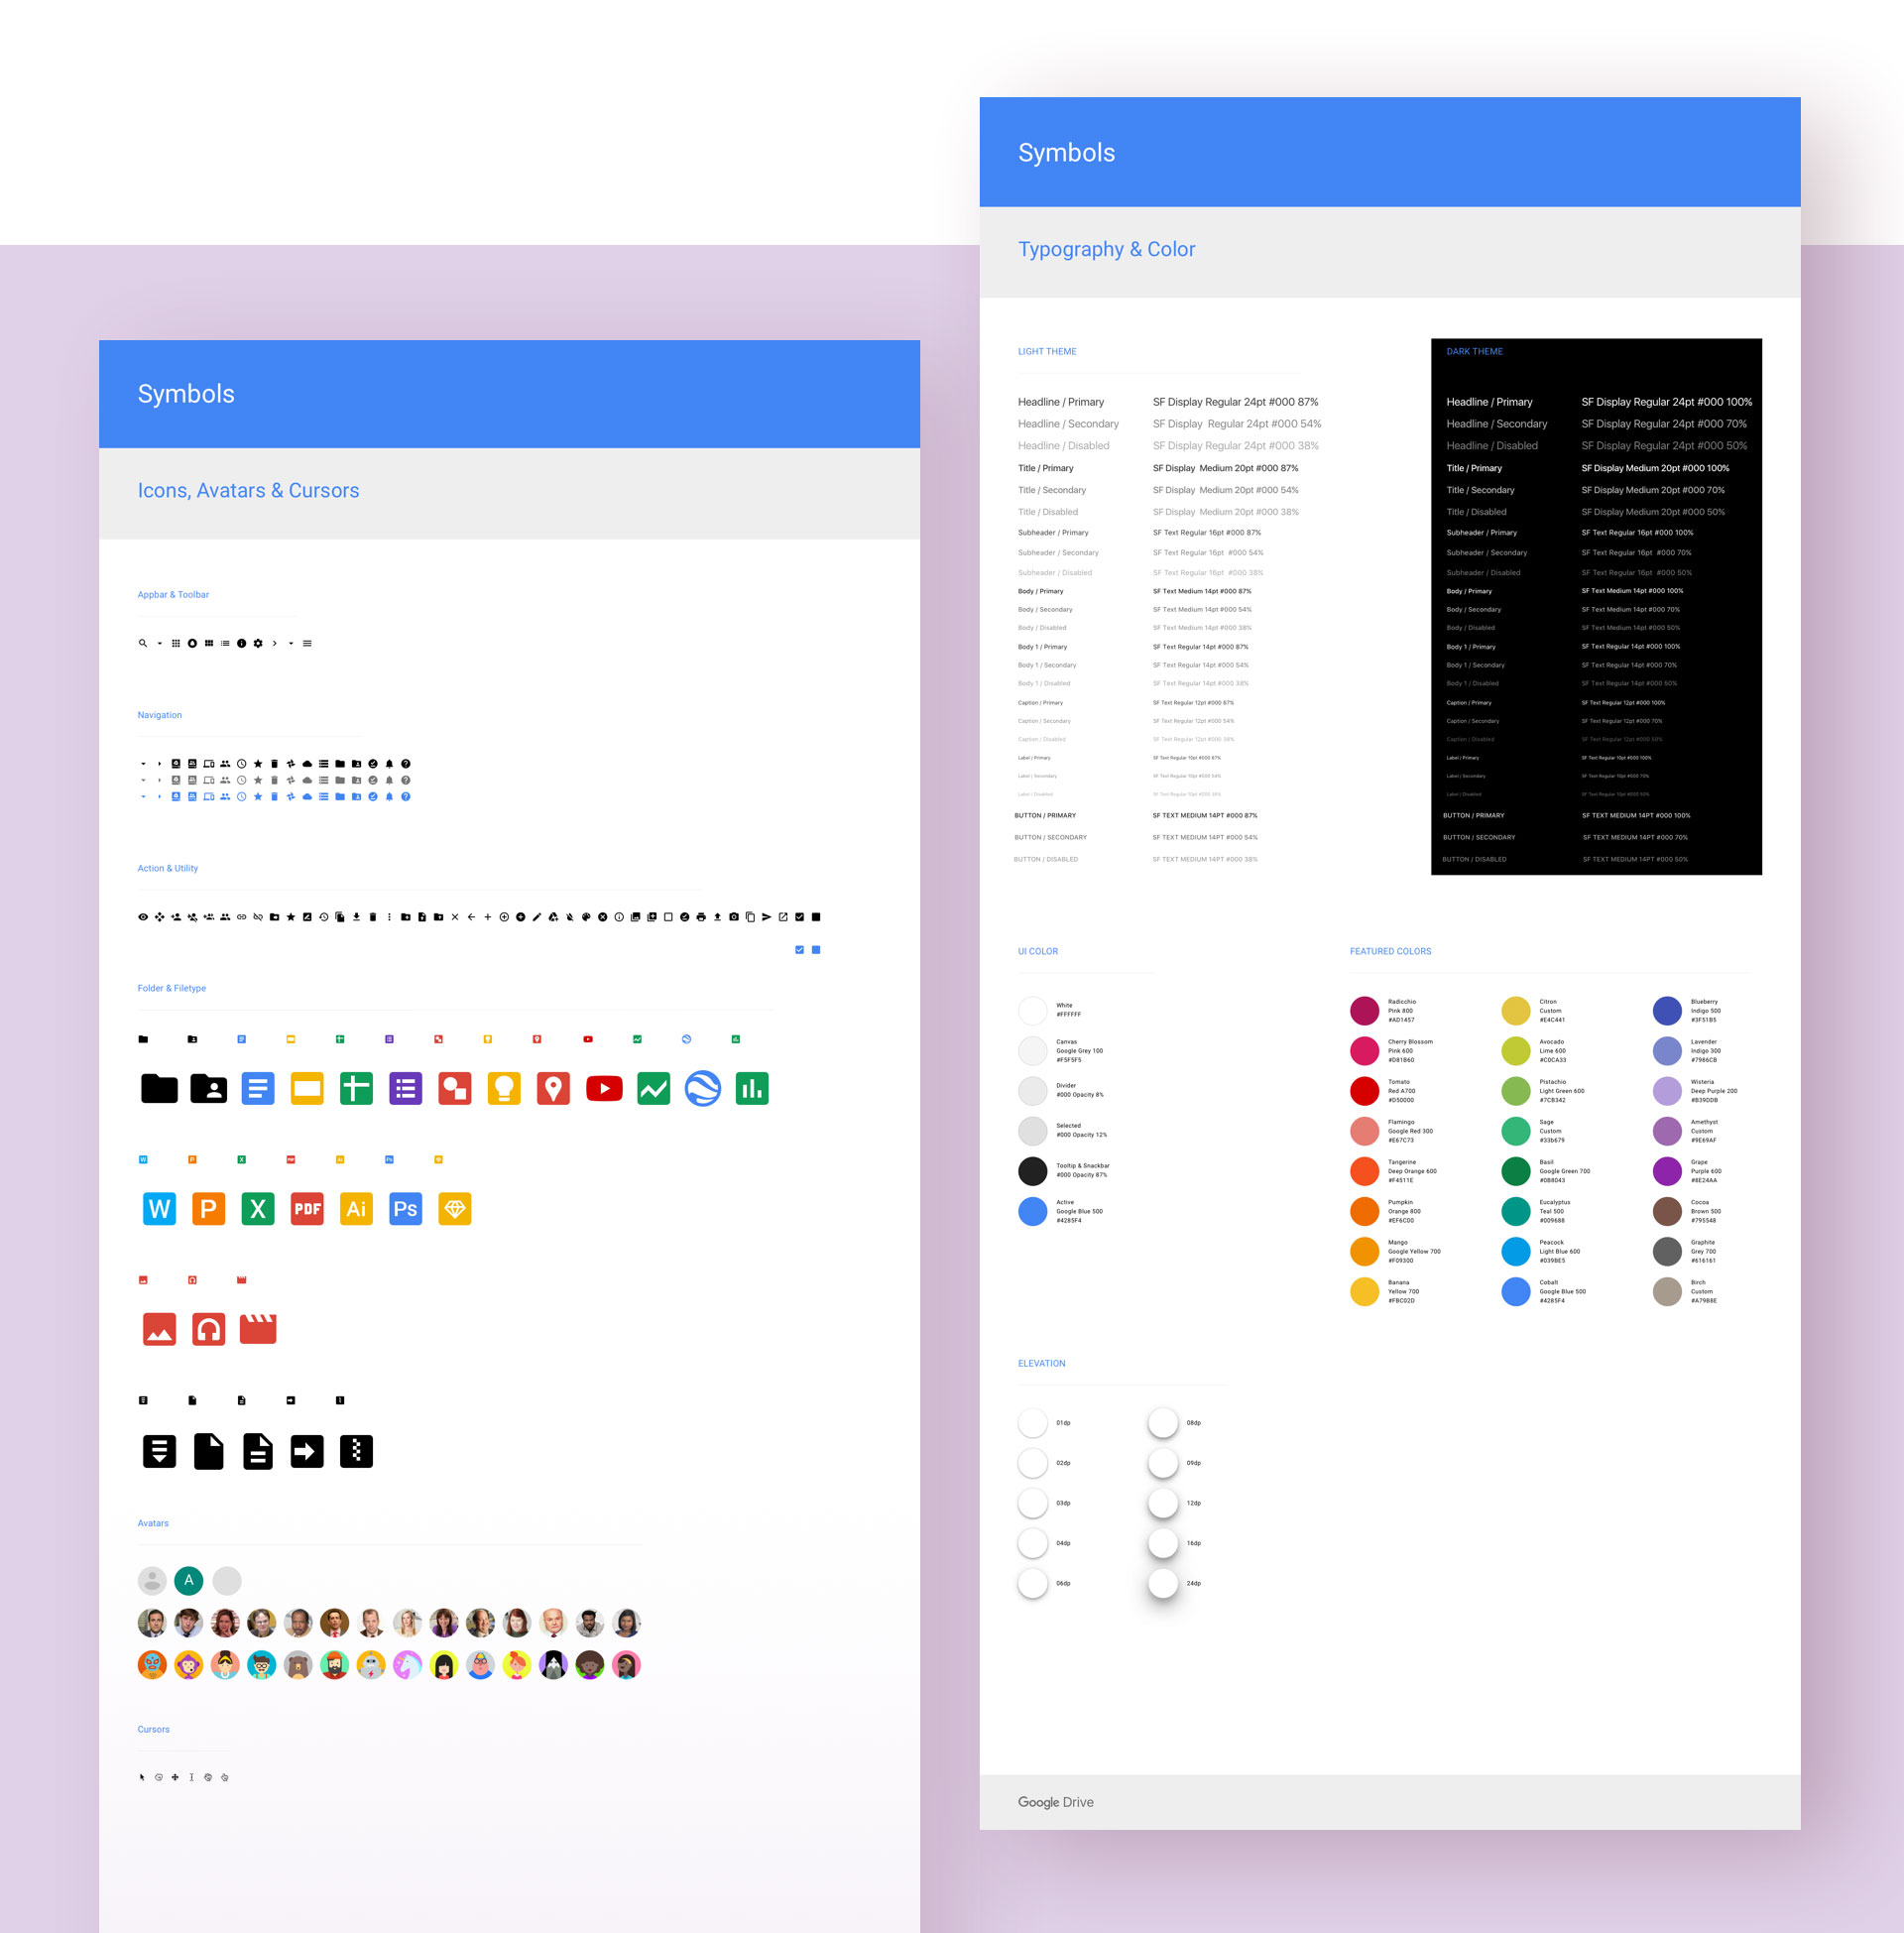 Symbols
Icons, Avatars & Cursors
Appbar & Toolbar
Navigation
Action & Utility
Folder & Filetype
W P X PDF Ai Ps
W P X PDF Ai Ps
Avatars
A
Cursors
Symbols
Typography & Color
LIGHT THEME
Headline / Primary SF Display Regular 24pt #000 87%
Headline / Secondary SF Display Regular 24pt #000 54%
Headline / Disabled SF Display Regular 24pt #000 38%
Title / Primary SF Display Medium 20pt #000 87%
Title / Secondary SF Display Medium 20pt #000 54%
Title / Disabled SF Display Medium 20pt #000 38%
Subheader / Primary SF Text Regular 16pt #000 87%
Subheader / Secondary SF Text Regular 16pt #000 54%
Subheader / Disabled SF Text Regular 16pt #000 38%
Body / Primary SF Text Medium 14pt #000 87%
Body / Secondary SF Text Medium 14pt #000 54%
Body / Disabled SF Text Medium 14pt #000 38%
Body 1 / Primary SF Text Regular 14pt #000 87%
Body 1 / Secondary SF Text Regular 14pt #000 54%
Body 1 / Disabled SF Text Regular 14pt #000 38%
Caption / Primary SF Text Regular 12pt #000 87%
Caption / Secondary SF Text Regular 12pt #000 54%
Caption / Disabled SF Text Regular 12pt #000 38%
Label / Primary SF Text Regular 10pt #000 87%
Label / Secondary SF Text Regular 10pt #000 54%
Label / Disabled SF Text Regular 10pt #000 38%
BUTTON / PRIMARY SF TEXT MEDIUM 14PT #000 87%
BUTTON / SECONDARY SF TEXT MEDIUM 14PT #000 54%
BUTTON / DISABLED SF TEXT MEDIUM 14PT #000 38%
DARK THEME
Headline / Primary SF Display Regular 24pt #000 100%
Headline / Secondary SF Display Regular 24pt #000 70%
Headline / Disabled SF Display Regular 24pt #000 50%
Title / Primary SF Display Medium 20pt #000 100%
Title / Secondary SF Display Medium 20pt #000 70%
Title / Disabled SF Display Medium 20pt #000 50%
Subheader / Primary SF Text Regular 16pt #000 100%
Subheader / Secondary SF Text Regular 16pt #000 70%
Subheader / Disabled SF Text Regular 16pt #000 50%
Body / Primary SF Text Medium 14pt #000 100%
Body / Secondary SF Text Medium 14pt #000 70%
Body / Disabled SF Text Medium 14pt #000 50%
Body 1 / Primary SF Text Regular 14pt #000 100%
Body 1 / Secondary SF Text Regular 14pt #000 70%
Body 1 / Disabled SF Text Regular 14pt #000 50%
Caption / Primary SF Text Regular 12pt #000 100%
Caption / Secondary SF Text Regular 12pt #000 70%
Caption / Disabled SF Text Regular 12pt #000 50%
Label / Primary SF Text Regular 10pt #000 100%
Label / Secondary SF Text Regular 10pt #000 70%
Label / Disabled SF Text Regular 10pt #000 50%
BUTTON / PRIMARY SF TEXT MEDIUM 14PT #000 100%
BUTTON / SECONDARY SF TEXT MEDIUM 14PT #000 70%
BUTTON / DISABLED SF TEXT MEDIUM 14PT #000 50%
UI COLOR
White
#FFFFFF
Canvas
Google Grey 100
#F5F5F5
Divider
#000 Opacity 8%
Selected
#000 Opacity 12%
Tooltip & Snackbar
#000 Opacity 87%
Active
Google Blue 500
#4285F4
FEATURED COLORS
Radicchio
Pink 800
#AD1457
Cherry Blossom
Pink 600
#D81B60
Tomato
Red A700
#D50000
Flamingo
Google Red 300
#E67C73
Tangerine
Deep Orange 600
#F4511E
Pumpkin
Orange 800
#EF6C00
Mango
Google Yellow 700
#F09300
Banana
Yellow 700
#FBC02D
Citron
Custom
#E4C441
Avocado
Lime 600
#C0CA33
Pistachio
Light Green 600
#7CB342
Sage
Custom
#33b679
Basil
Google Green 700
#0B8043
Eucalyptus
Teal 500
#009688
Peacock
Light Blue 600
#039BE5
Cobalt
Google Blue 500
#4285F4
Blueberry
Indigo 500
#3F51B5
Lavender
Indigo 300
#7986CB
Wisteria
Deep Purple 200
#B39DDB
Amethyst
Custom
#9E69AF
Grape
Purple 600
#8E24AA
Cocoa
Brown 500
#795548
Graphite
Grey 700
#616161
Birch
Custom
#A79B8E
ELEVATION
01dp
02dp
03dp
04dp
06dp
08dp
09dp
12dp
16dp
24dp
Google Drive